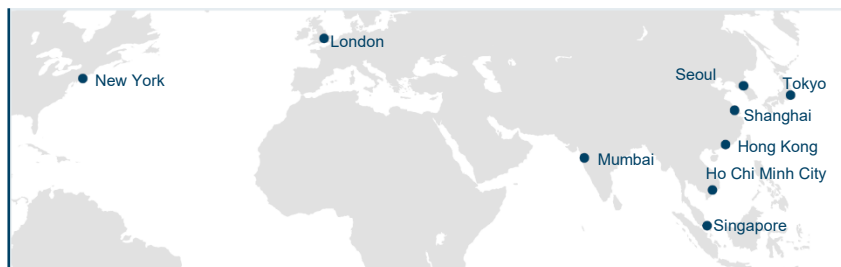 London
New York
Seoul
Tokyo
Shanghai
Hong Kong
Mumbai
Ho Chi Minh City
Singapore